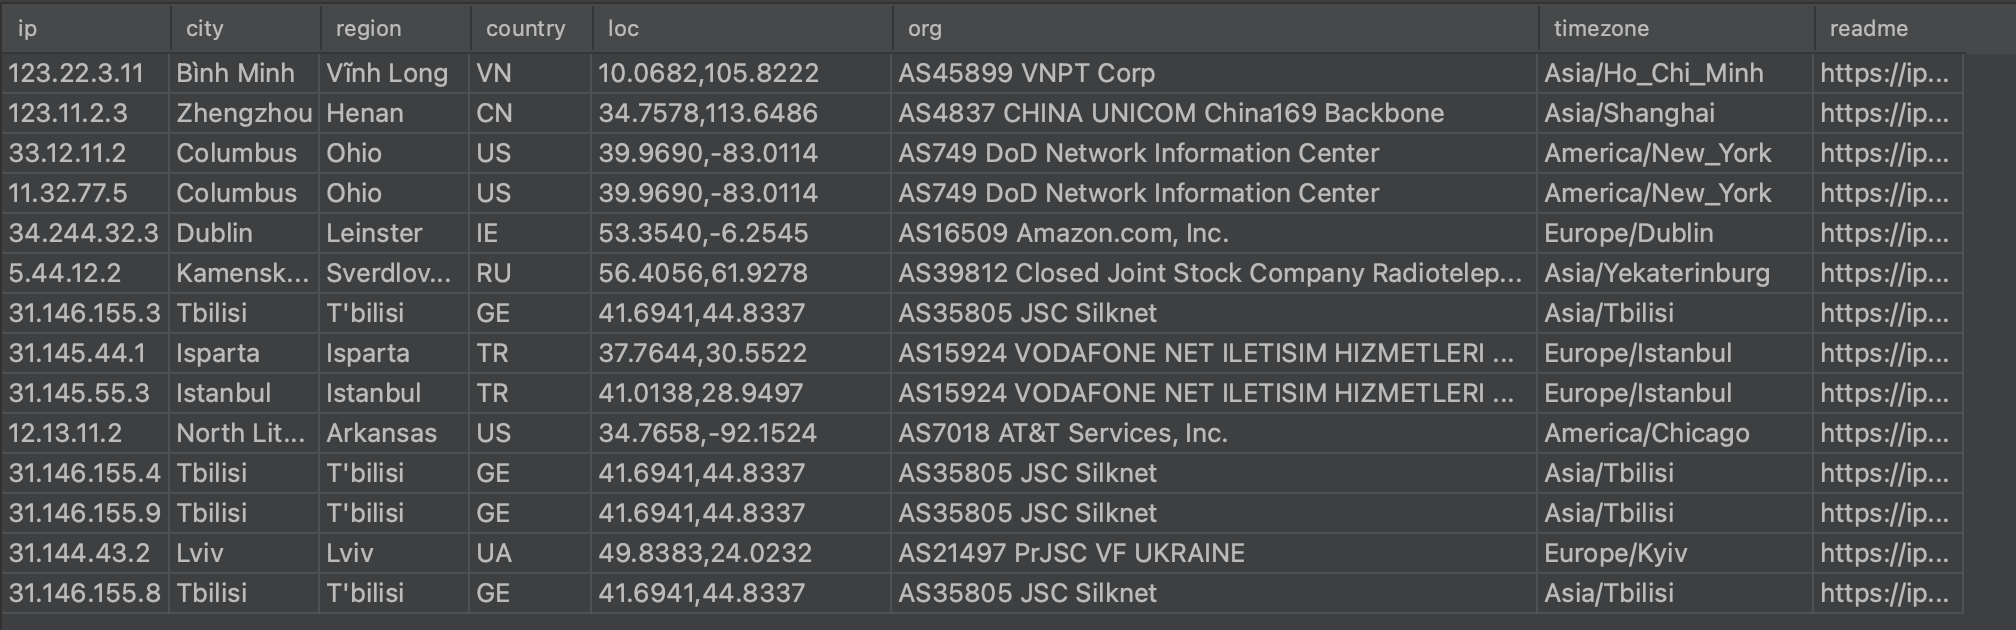 ip city region country loc org timezone readme
123.22.3.11 Bình Minh Vĩnh Long VN 10.0682,105.8222 AS45899 VNPT Corp Asia/Ho_Chi_Minh https://ip...
123.11.2.3 Zhengzhou Henan CN 34.7578,113.6486 AS4837 CHINA UNICOM China169 Backbone Asia/Shanghai https://ip...
33.12.11.2 Columbus Ohio US 39.9690,-83.0114 AS749 DoD Network Information Center America/New_York https://ip...
11.32.77.5 Columbus Ohio US 39.9690,-83.0114 AS749 DoD Network Information Center America/New_York https://ip...
34.244.32.3 Dublin Leinster IE 53.3540,-6.2545 AS16509 Amazon.com, Inc. Europe/Dublin https://ip...
5.44.12.2 Kamensk... Sverdlov... RU 56.4056,61.9278 AS39812 Closed Joint Stock Company Radiotelep... Asia/Yekaterinburg https://ip...
31.146.155.3 Tbilisi T'bilisi GE 41.6941,44.8337 AS35805 JSC Silknet Asia/Tbilisi https://ip...
31.145.44.1 Isparta Isparta TR 37.7644,30.5522 AS15924 VODAFONE NET ILETISIM HIZMETLERI ... Europe/Istanbul https://ip...
31.145.55.3 Istanbul Istanbul TR 41.0138,28.9497 AS15924 VODAFONE NET ILETISIM HIZMETLERI ... Europe/Istanbul https://ip...
12.13.11.2 North Lit... Arkansas US 34.7658,-92.1524 AS7018 AT&T Services, Inc. America/Chicago https://ip...
31.146.155.4 Tbilisi T'bilisi GE 41.6941,44.8337 AS35805 JSC Silknet Asia/Tbilisi https://ip...
31.146.155.9 Tbilisi T'bilisi GE 41.6941,44.8337 AS35805 JSC Silknet Asia/Tbilisi https://ip...
31.144.43.2 Lviv Lviv UA 49.8383,24.0232 AS21497 PrJSC VF UKRAINE Europe/Kyiv https://ip...
31.146.155.8 Tbilisi T'bilisi GE 41.6941,44.8337 AS35805 JSC Silknet Asia/Tbilisi https://ip...